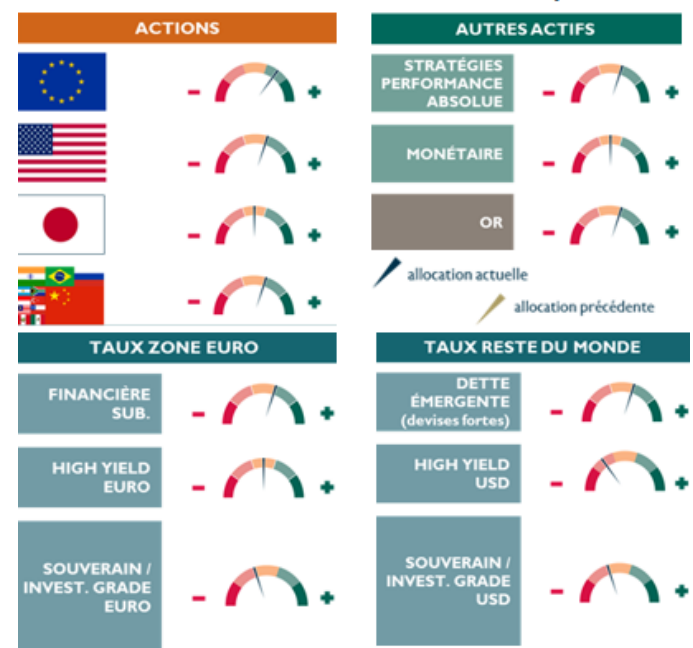 ACTIONS
AUTRES ACTIFS
STRATÉGIES
PERFORMANCE
ABSOLUE
- +
MONÉTAIRE
- +
OR
- +
- +
- +
- +
- +
allocation actuelle
allocation précédente
TAUX ZONE EURO
FINANCIÈRE
SUB.
- +
HIGH YIELD
EURO
- +
SOUVERAIN /
INVEST. GRADE
EURO
- +
TAUX RESTE DU MONDE
DETTE
ÉMERGENTE
(devises fortes)
- +
HIGH YIELD
USD
- +
SOUVERAIN /
INVEST. GRADE
USD
- +